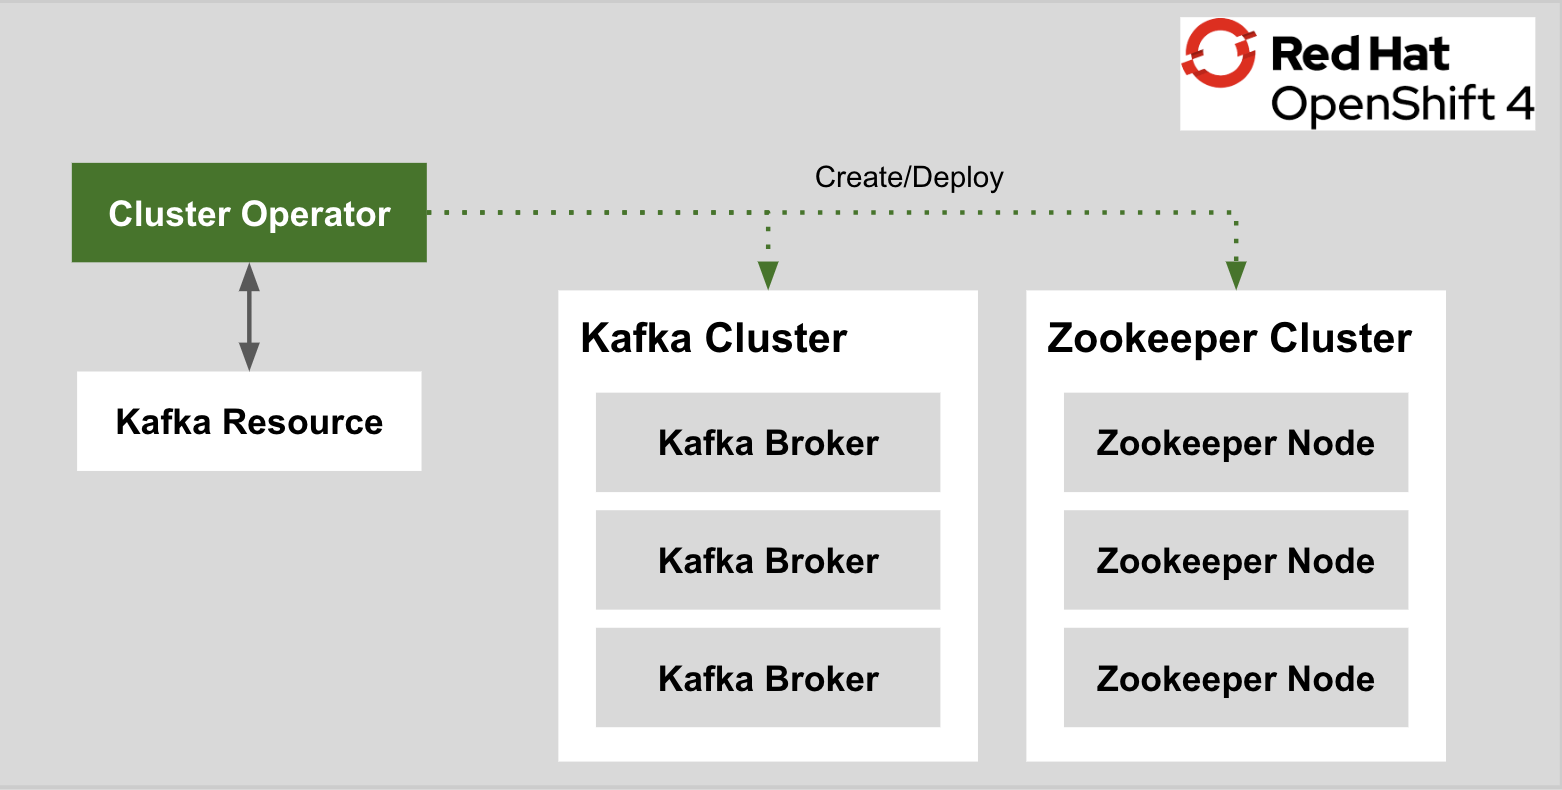 Red Hat
OpenShift 4
Create/Deploy
Cluster Operator
Kafka Resource
Kafka Cluster
Kafka Broker
Kafka Broker
Kafka Broker
Zookeeper Cluster
Zookeeper Node
Zookeeper Node
Zookeeper Node